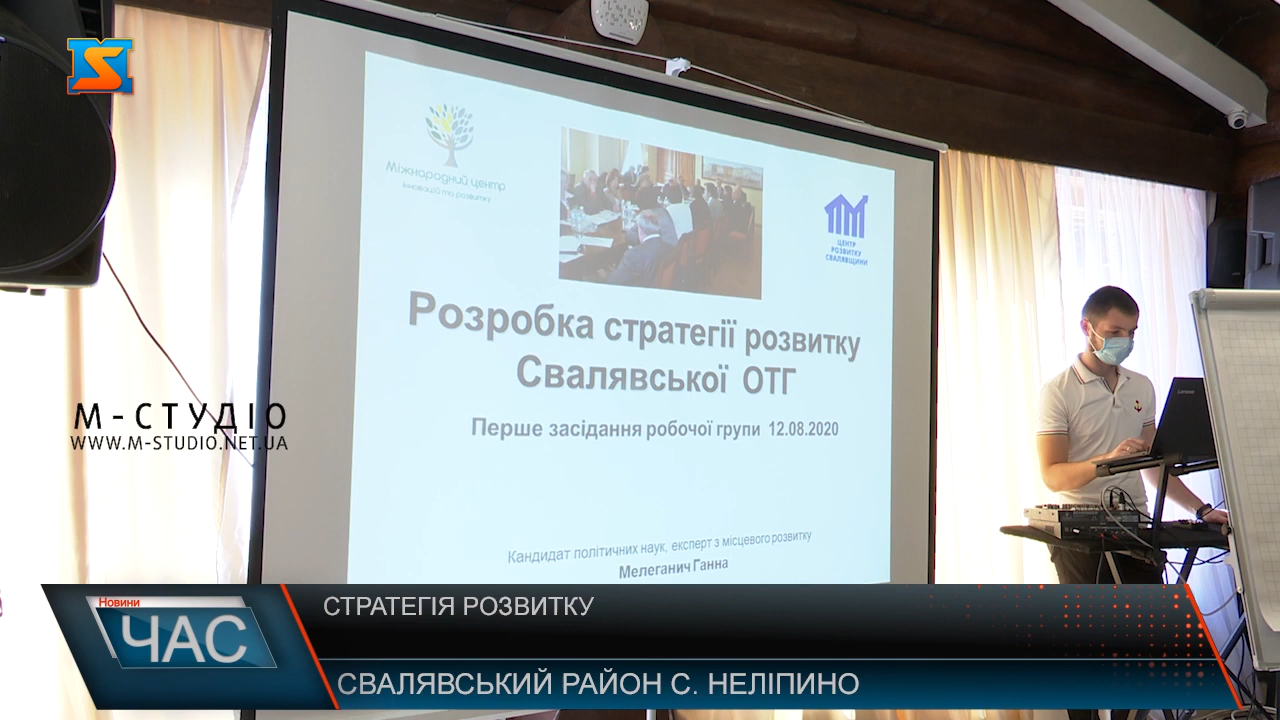 Міжнародний центр
інновацій та розвитку
ЦЕНТР
РОЗВИТКУ
СВАЛЯВЩИНИ
Розробка стратегії розвитку
Свалявської ОТГ
Перше засідання робочої групи 12.08.2020
Кандидат політичних наук, експерт з місцевого розвитку
Мелеганич Ганна
М-СТУДІО
WWW.M-STUDIO.NET.UA
Lenovo
Новини
ЧАС
СТРАТЕГІЯ РОЗВИТКУ
СВАЛЯВСЬКИЙ РАЙОН С. НЕЛІПИНО